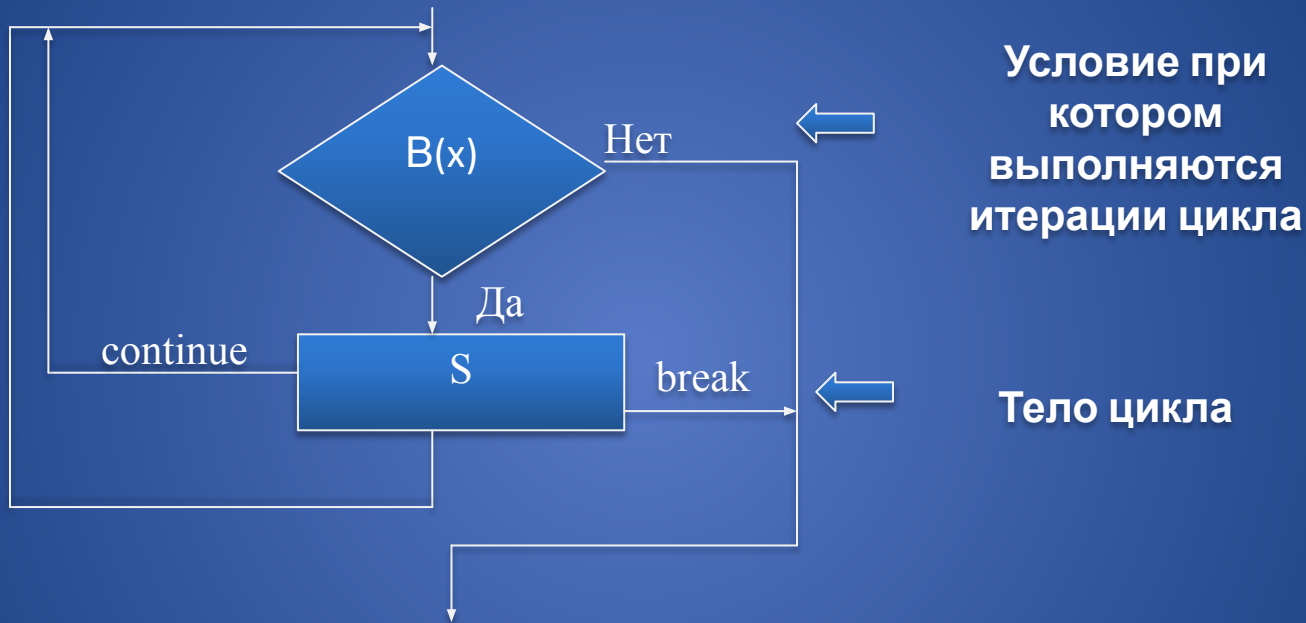 Условие при
котором
выполняются
итерации цикла
B(x)
Нет
Да
continue
S
break
Тело цикла